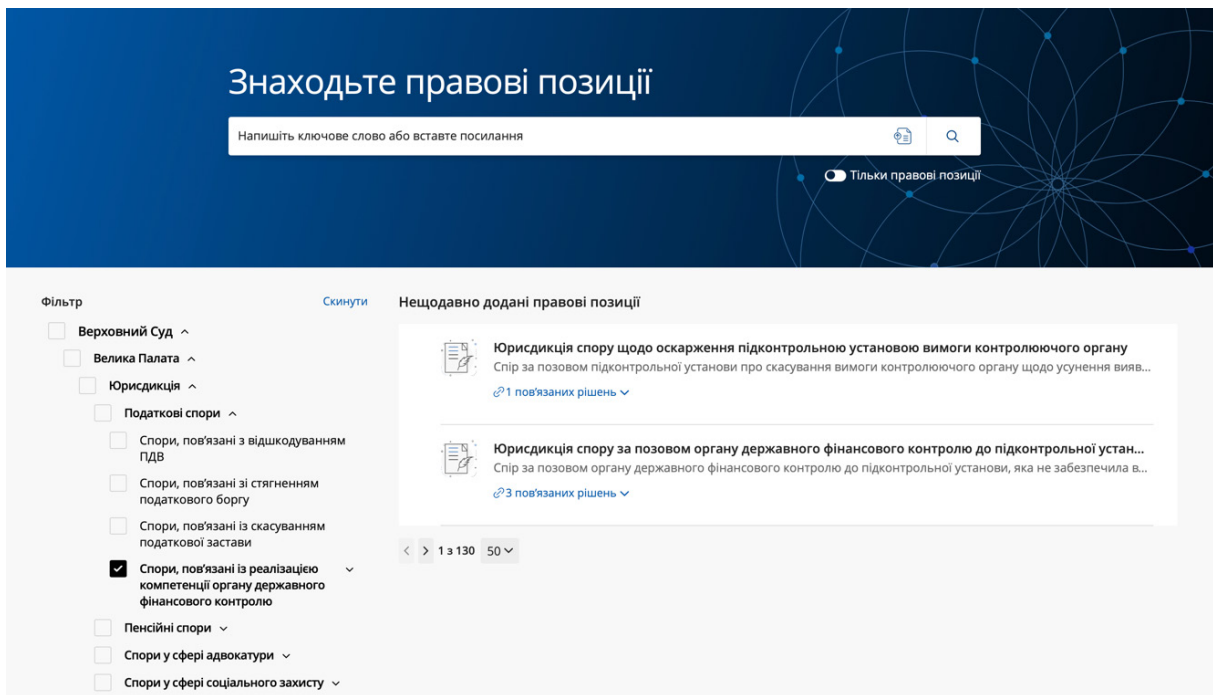 Знаходьте правові позиції
Напишіть ключове слово або вставте посилання
Тільки правові позиції
Фільтр
Скинути
Верховний Суд
Велика Палата
Юрисдикція
Податкові спори
Спори, пов’язані з відшкодуванням
ПДВ
Спори, пов’язані зі стягненням
податкового боргу
Спори, пов’язані із скасуванням
податкової застави
Спори, пов’язані із реалізацією
компетенції органу державного
фінансового контролю
Пенсійні спори
Спори у сфері адвокатури
Спори у сфері соціального захисту
Нещодавно додані правові позиції
Юрисдикція спору щодо оскарження підконтрольною установою вимоги контролюючого органу
Спір за позовом підконтрольної установи про скасування вимоги контролюючого органу щодо усунення вияв...
1 пов’язаних рішень
Юрисдикція спору за позовом органу державного фінансового контролю до підконтрольної устан...
Спір за позовом органу державного фінансового контролю до підконтрольної установи, яка не забезпечила в...
3 пов’язаних рішень
1 з 130 50